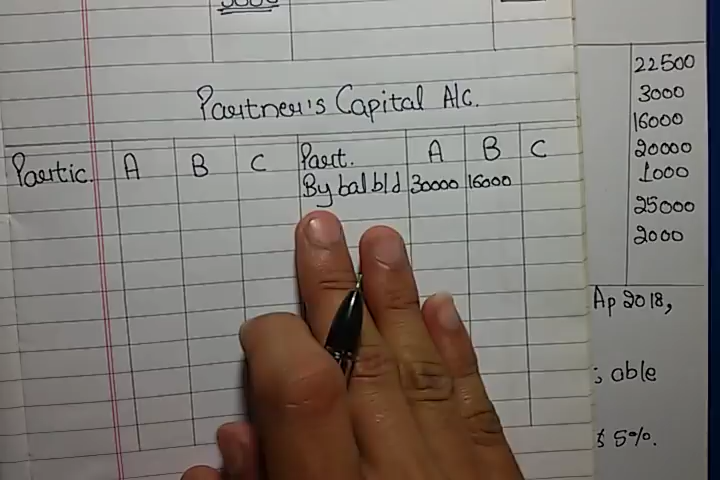 Partner's Capital A/c.
Partic. A B C Part. A B C
By bal b/d 30000 16000
22500
3000
16000
20000
1000
25000
2000
Ap 2018,
able
5%.